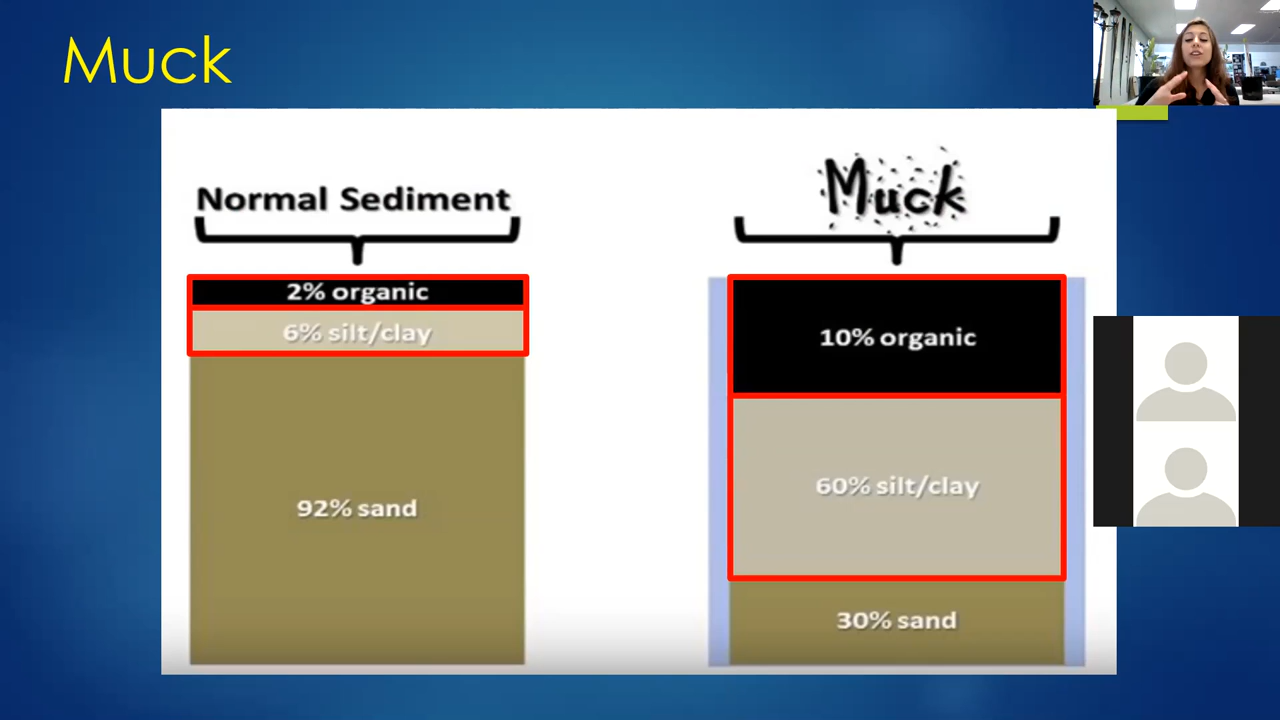 Muck
Normal Sediment
2% organic
6% silt/clay
92% sand
Muck
10% organic
60% silt/clay
30% sand